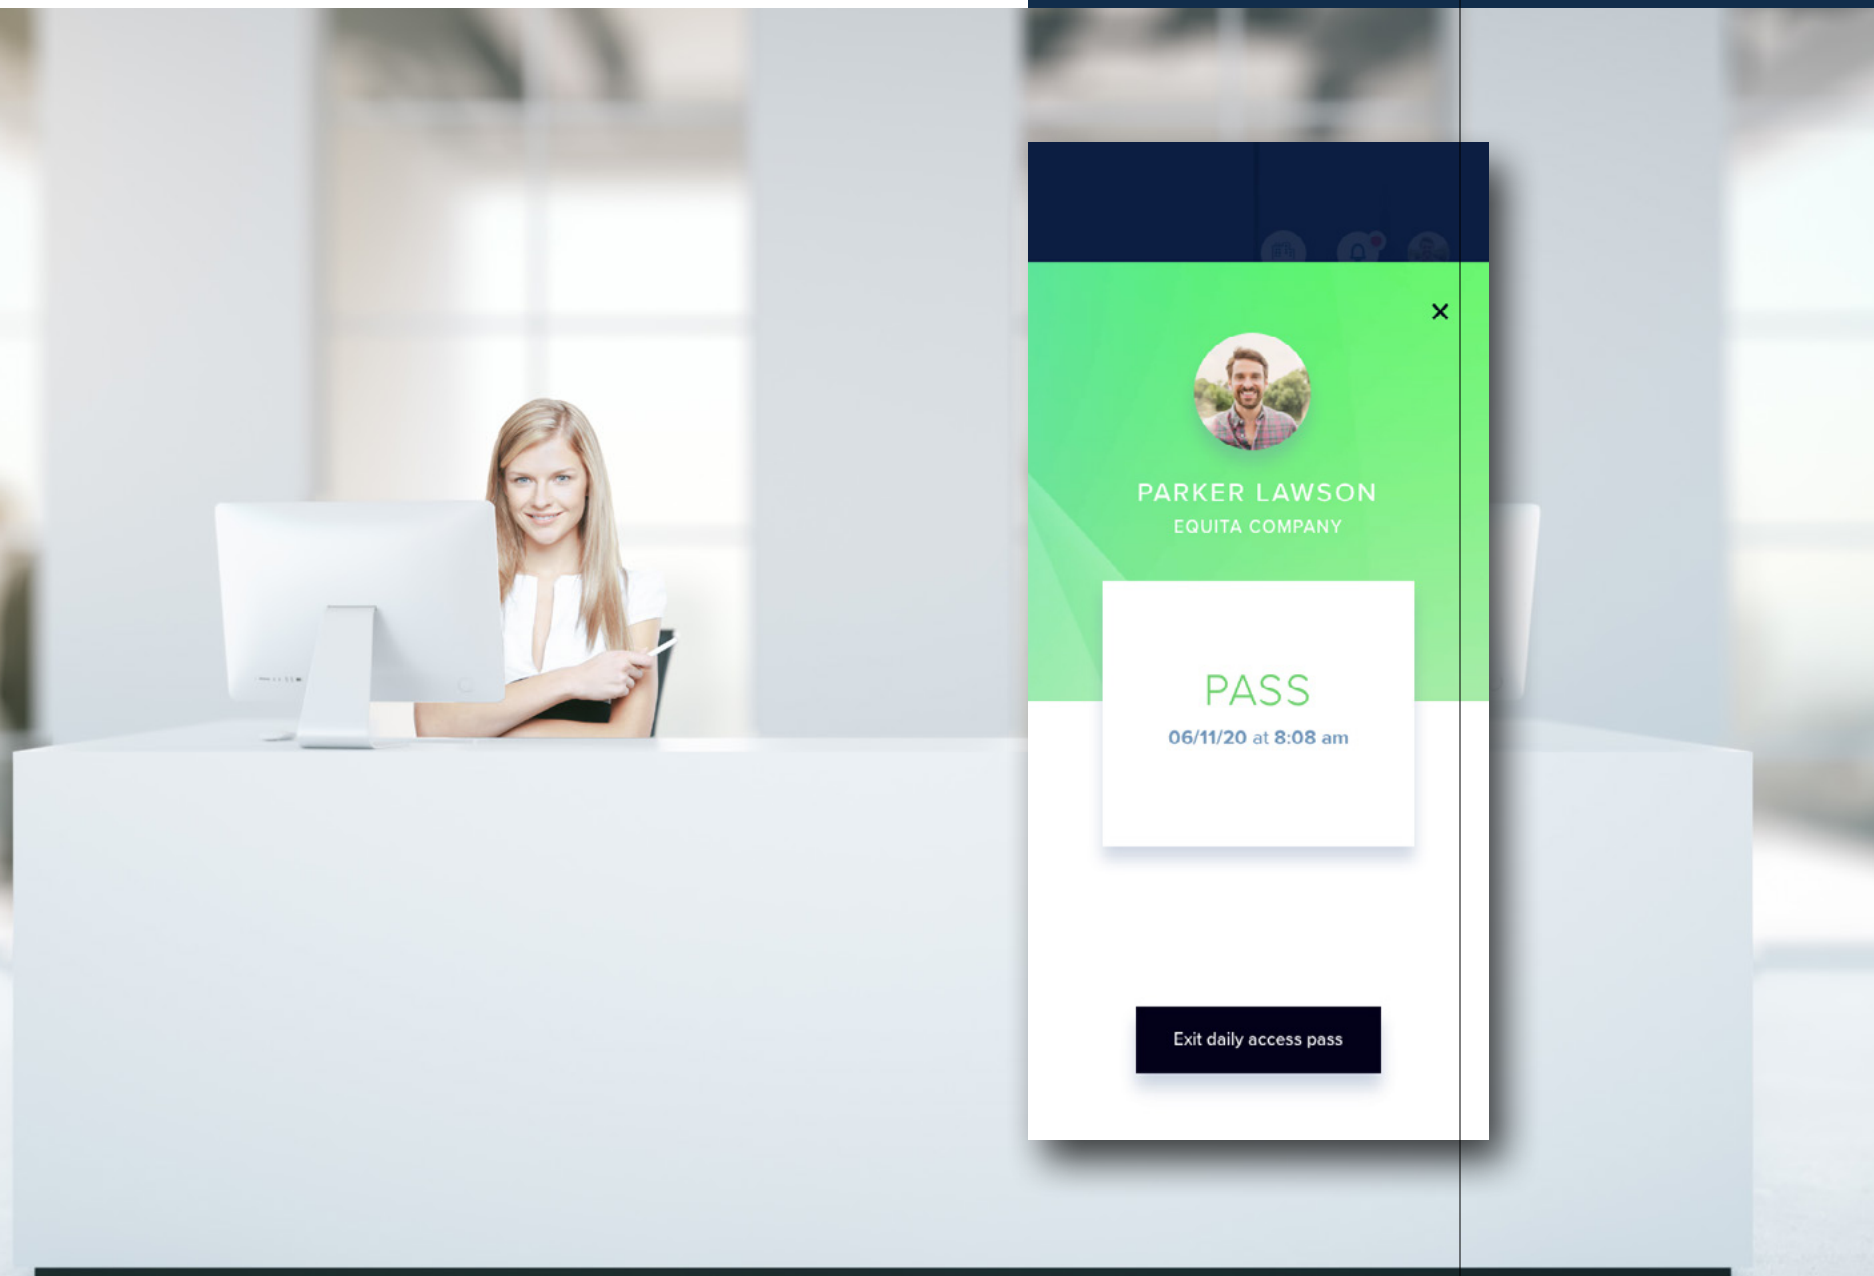 PARKER LAWSON
EQUITA COMPANY
PASS
06/11/20 at 8:08 am
Exit daily access pass